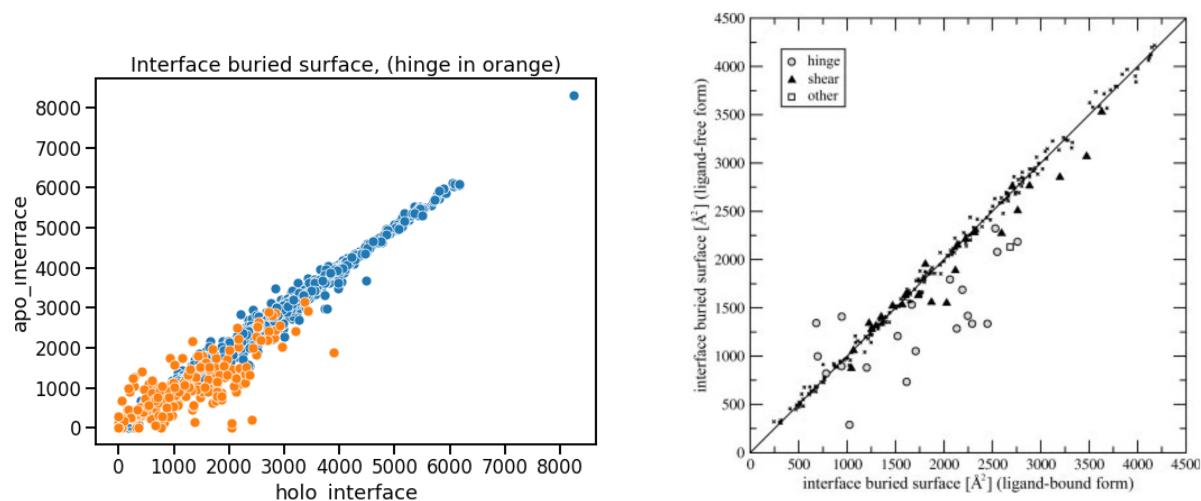 Interface buried surface, (hinge in orange)
apo_interrace
8000
7000
6000
5000
4000
3000
2000
1000
0
0 1000 2000 3000 4000 5000 6000 7000 8000
holo_interface
interface buried surface [Å²] (ligand-free form)
4500
4000
3500
3000
2500
2000
1500
1000
500
0
hinge
shear
other
0 500 1000 1500 2000 2500 3000 3500 4000 4500
interface buried surface [Å²] (ligand-bound form)